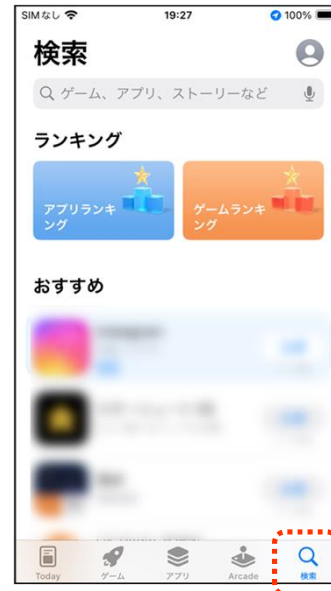 SIMなし 19:27 100%
検索
ゲーム、アプリ、ストーリーなど
ランキング
アプリランキ
ング
ゲームランキ
ング
おすすめ
Today ゲーム アプリ Arcade 検索